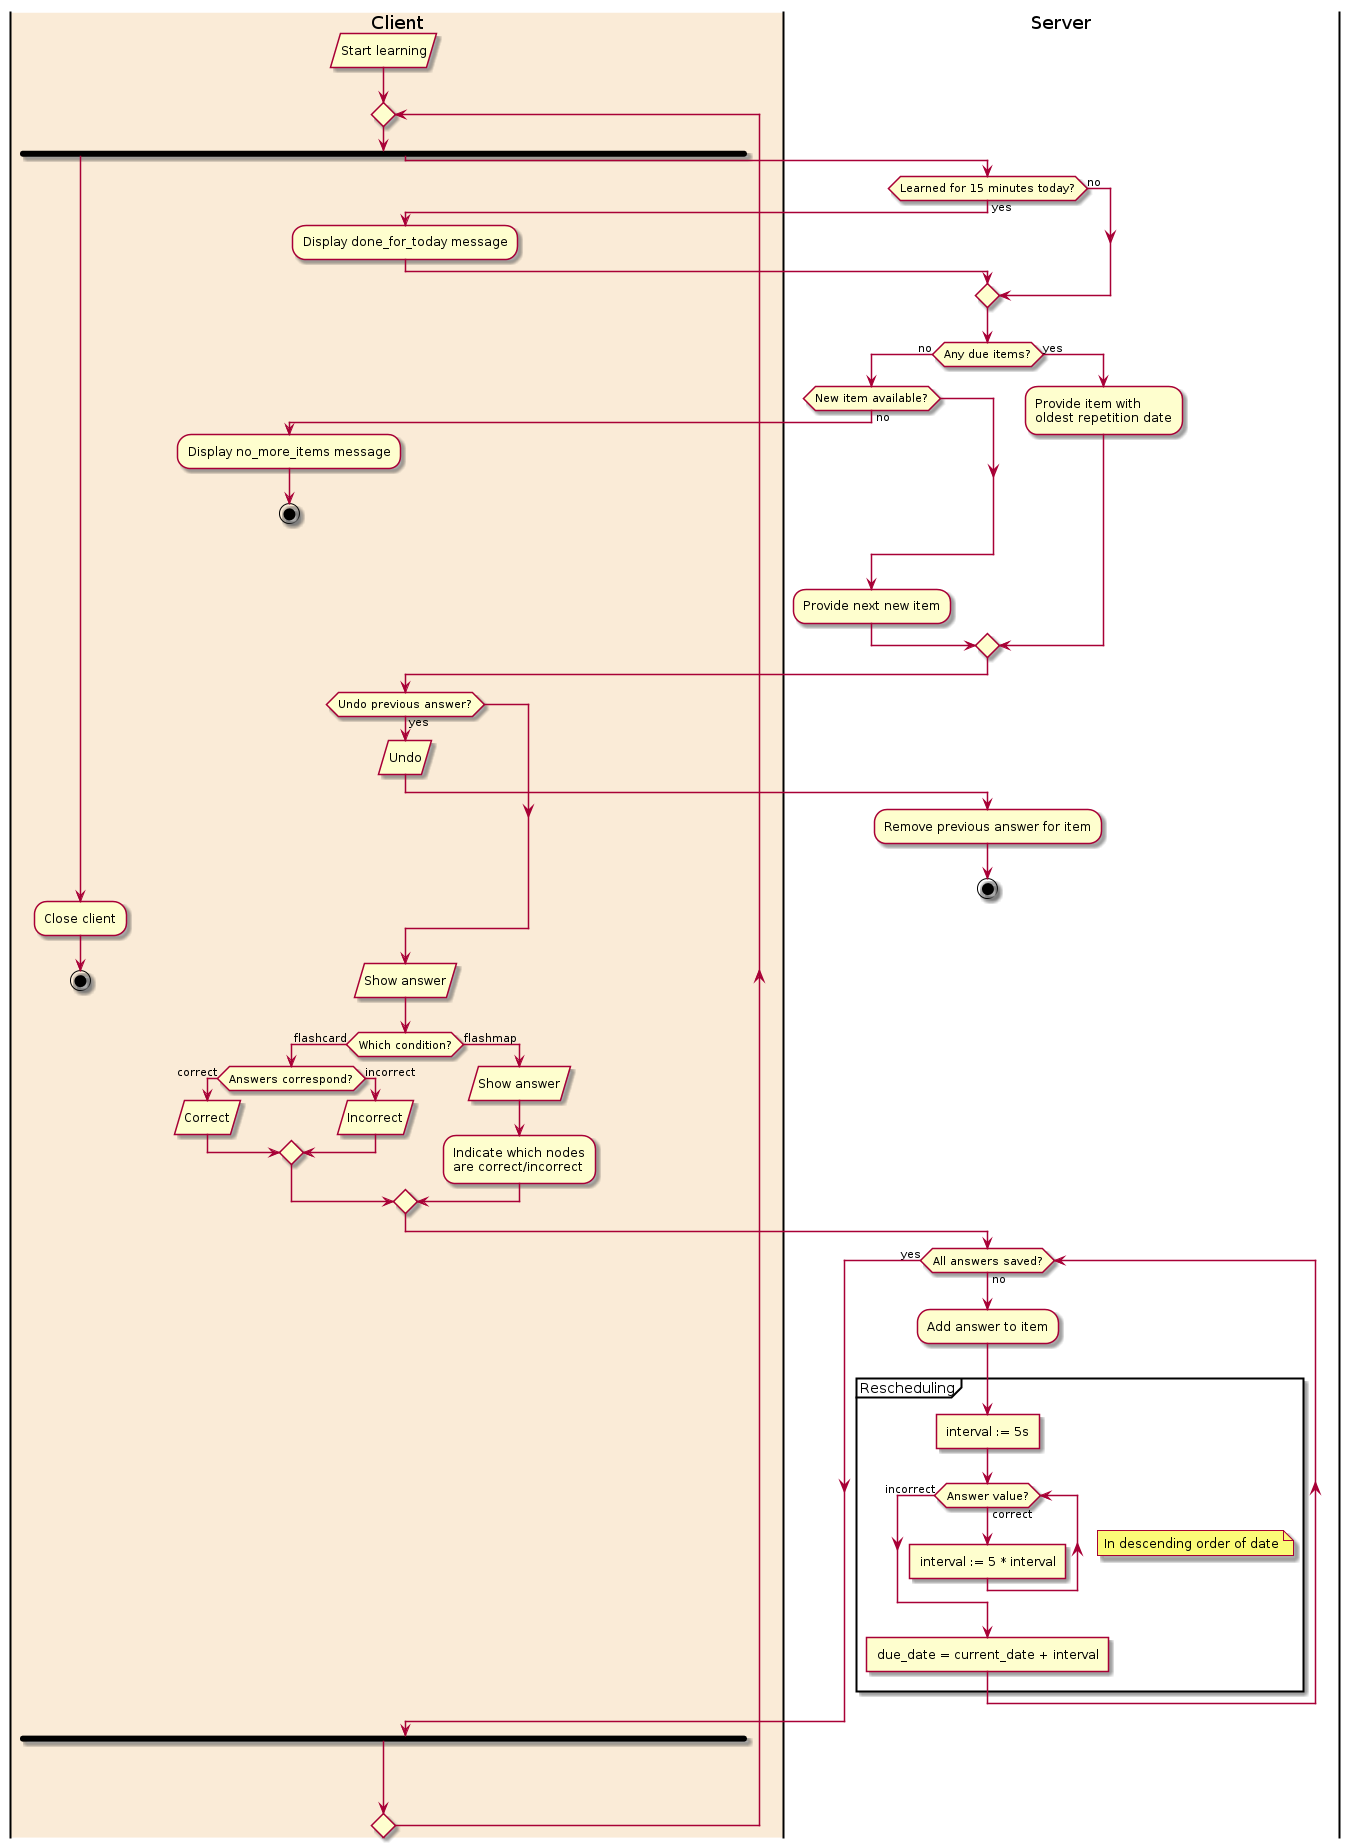 Client
Server
Start learning
Learned for 15 minutes today?
no
yes
Display done_for_today message
no
Any due items?
yes
New item available?
no
Provide item with
oldest repetition date
Display no_more_items message
Provide next new item
Undo previous answer?
yes
Undo
Remove previous answer for item
Close client
Show answer
flashcard
Which condition?
flashmap
correct
Answers correspond?
incorrect
Show answer
Correct
Incorrect
Indicate which nodes
are correct/incorrect
yes
All answers saved?
no
Add answer to item
Rescheduling
interval := 5s
incorrect
Answer value?
correct
In descending order of date
interval := 5 * interval
due_date = current_date + interval